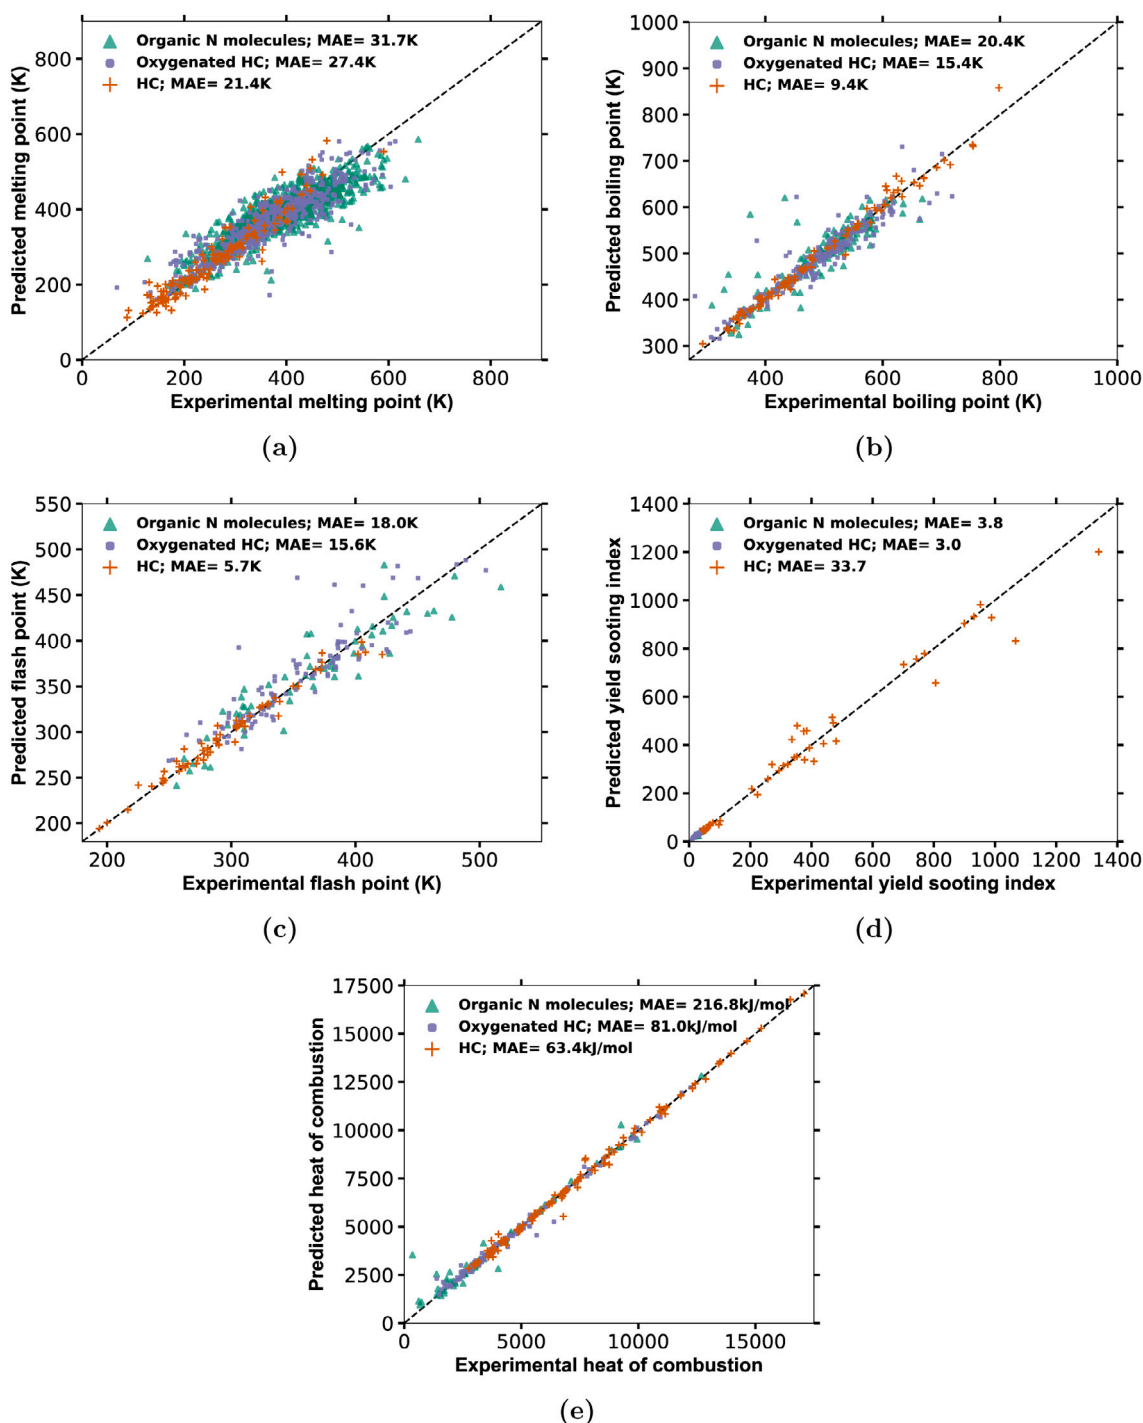 (a)
Organic N molecules; MAE= 31.7K
Oxygenated HC; MAE= 27.4K
HC; MAE= 21.4K
Predicted melting point (K)
800
600
400
200
0
0 200 400 600 800
Experimental melting point (K)
(a)
Organic N molecules; MAE= 20.4K
Oxygenated HC; MAE= 15.4K
HC; MAE= 9.4K
Predicted boiling point (K)
1000
900
800
700
600
500
400
300
400 600 800 1000
Experimental boiling point (K)
(b)
Organic N molecules; MAE= 18.0K
Oxygenated HC; MAE= 15.6K
HC; MAE= 5.7K
Predicted flash point (K)
550
500
450
400
350
300
250
200
200 300 400 500
Experimental flash point (K)
(c)
Organic N molecules; MAE= 3.8
Oxygenated HC; MAE= 3.0
HC; MAE= 33.7
Predicted yield sooting index
1400
1200
1000
800
600
400
200
0
0 200 400 600 800 1000 1200 1400
Experimental yield sooting index
(d)
Organic N molecules; MAE= 216.8kJ/mol
Oxygenated HC; MAE= 81.0kJ/mol
HC; MAE= 63.4kJ/mol
Predicted heat of combustion
17500
15000
12500
10000
7500
5000
2500
0
0 5000 10000 15000
Experimental heat of combustion
(e)